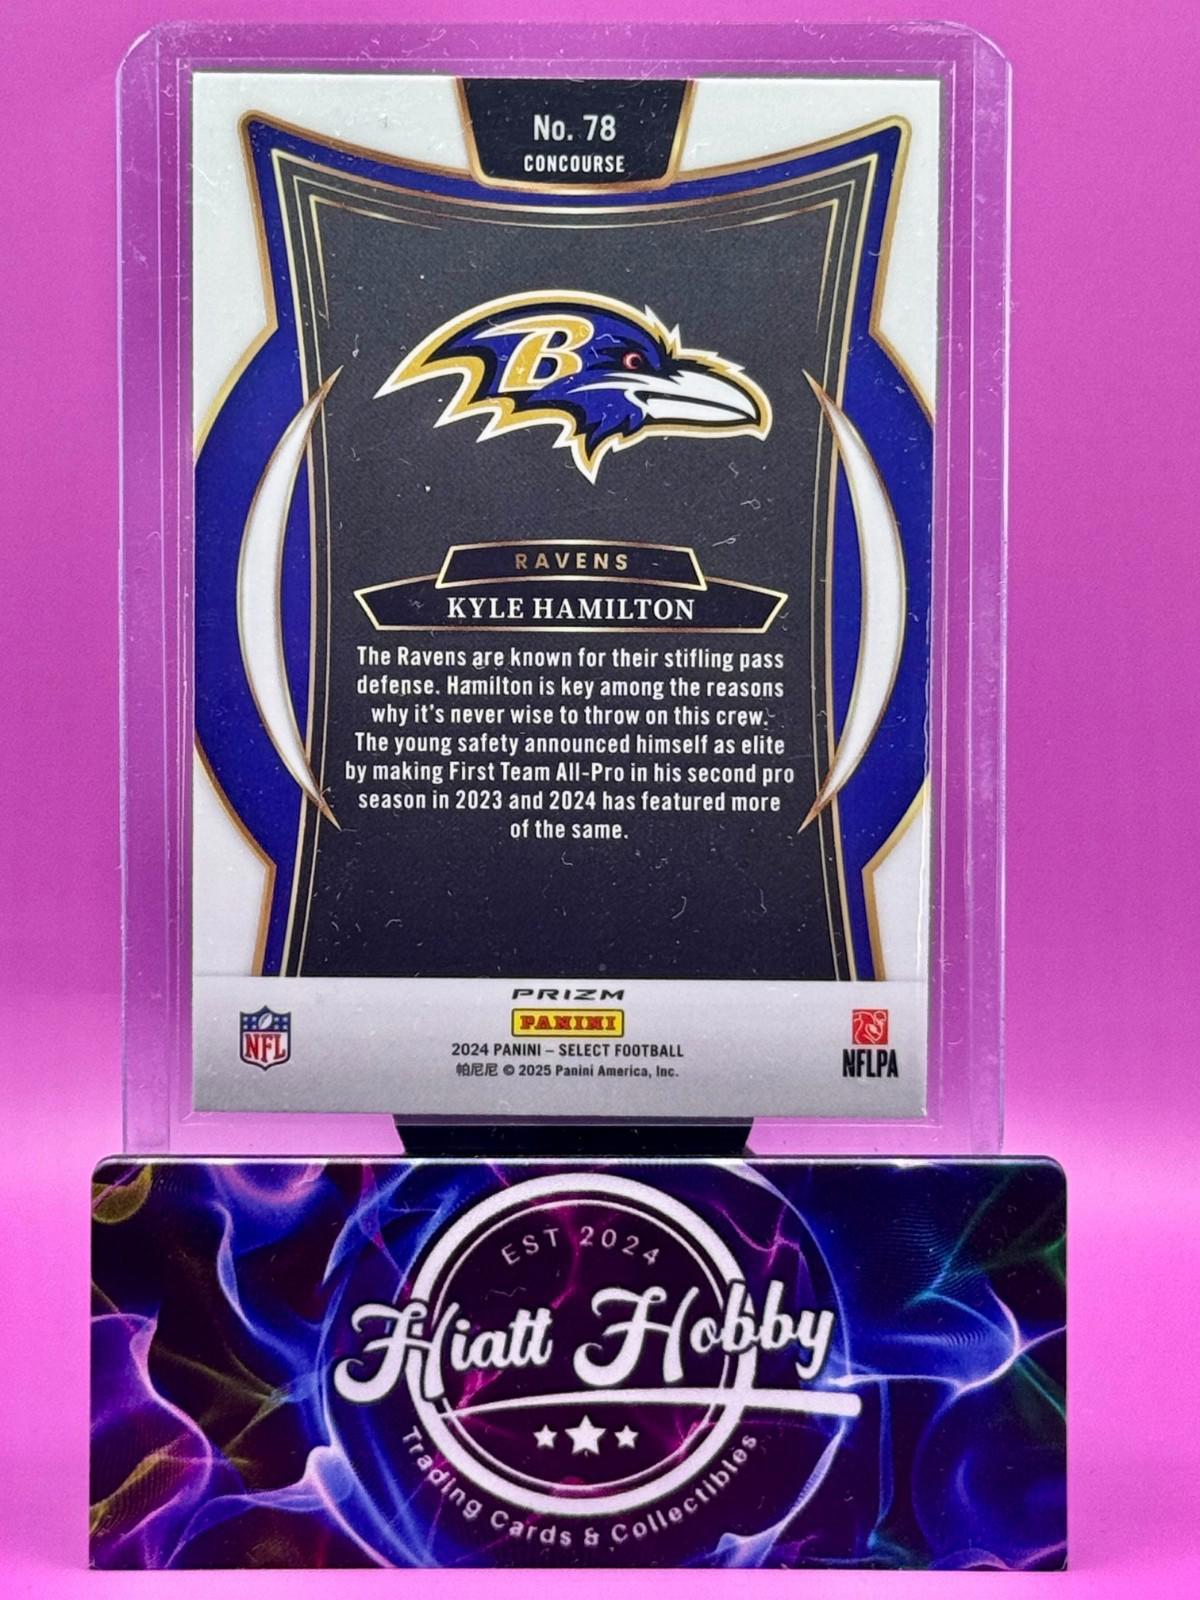 No. 78
CONCOURSE
B
RAVENS
KYLE HAMILTON
The Ravens are known for their stifling pass
defense. Hamilton is key among the reasons
why it's never wise to throw on this crew.
The young safety announced himself as elite
by making First Team All-Pro in his second pro
season in 2023 and 2024 has featured more
of the same.
PRIZM
PANINI
NFL
2024 PANINI – SELECT FOOTBALL
帕尼尼 © 2025 Panini America, Inc.
NFLPA
EST 2024
Hiatt Hobby
Trading Cards & Collectibles